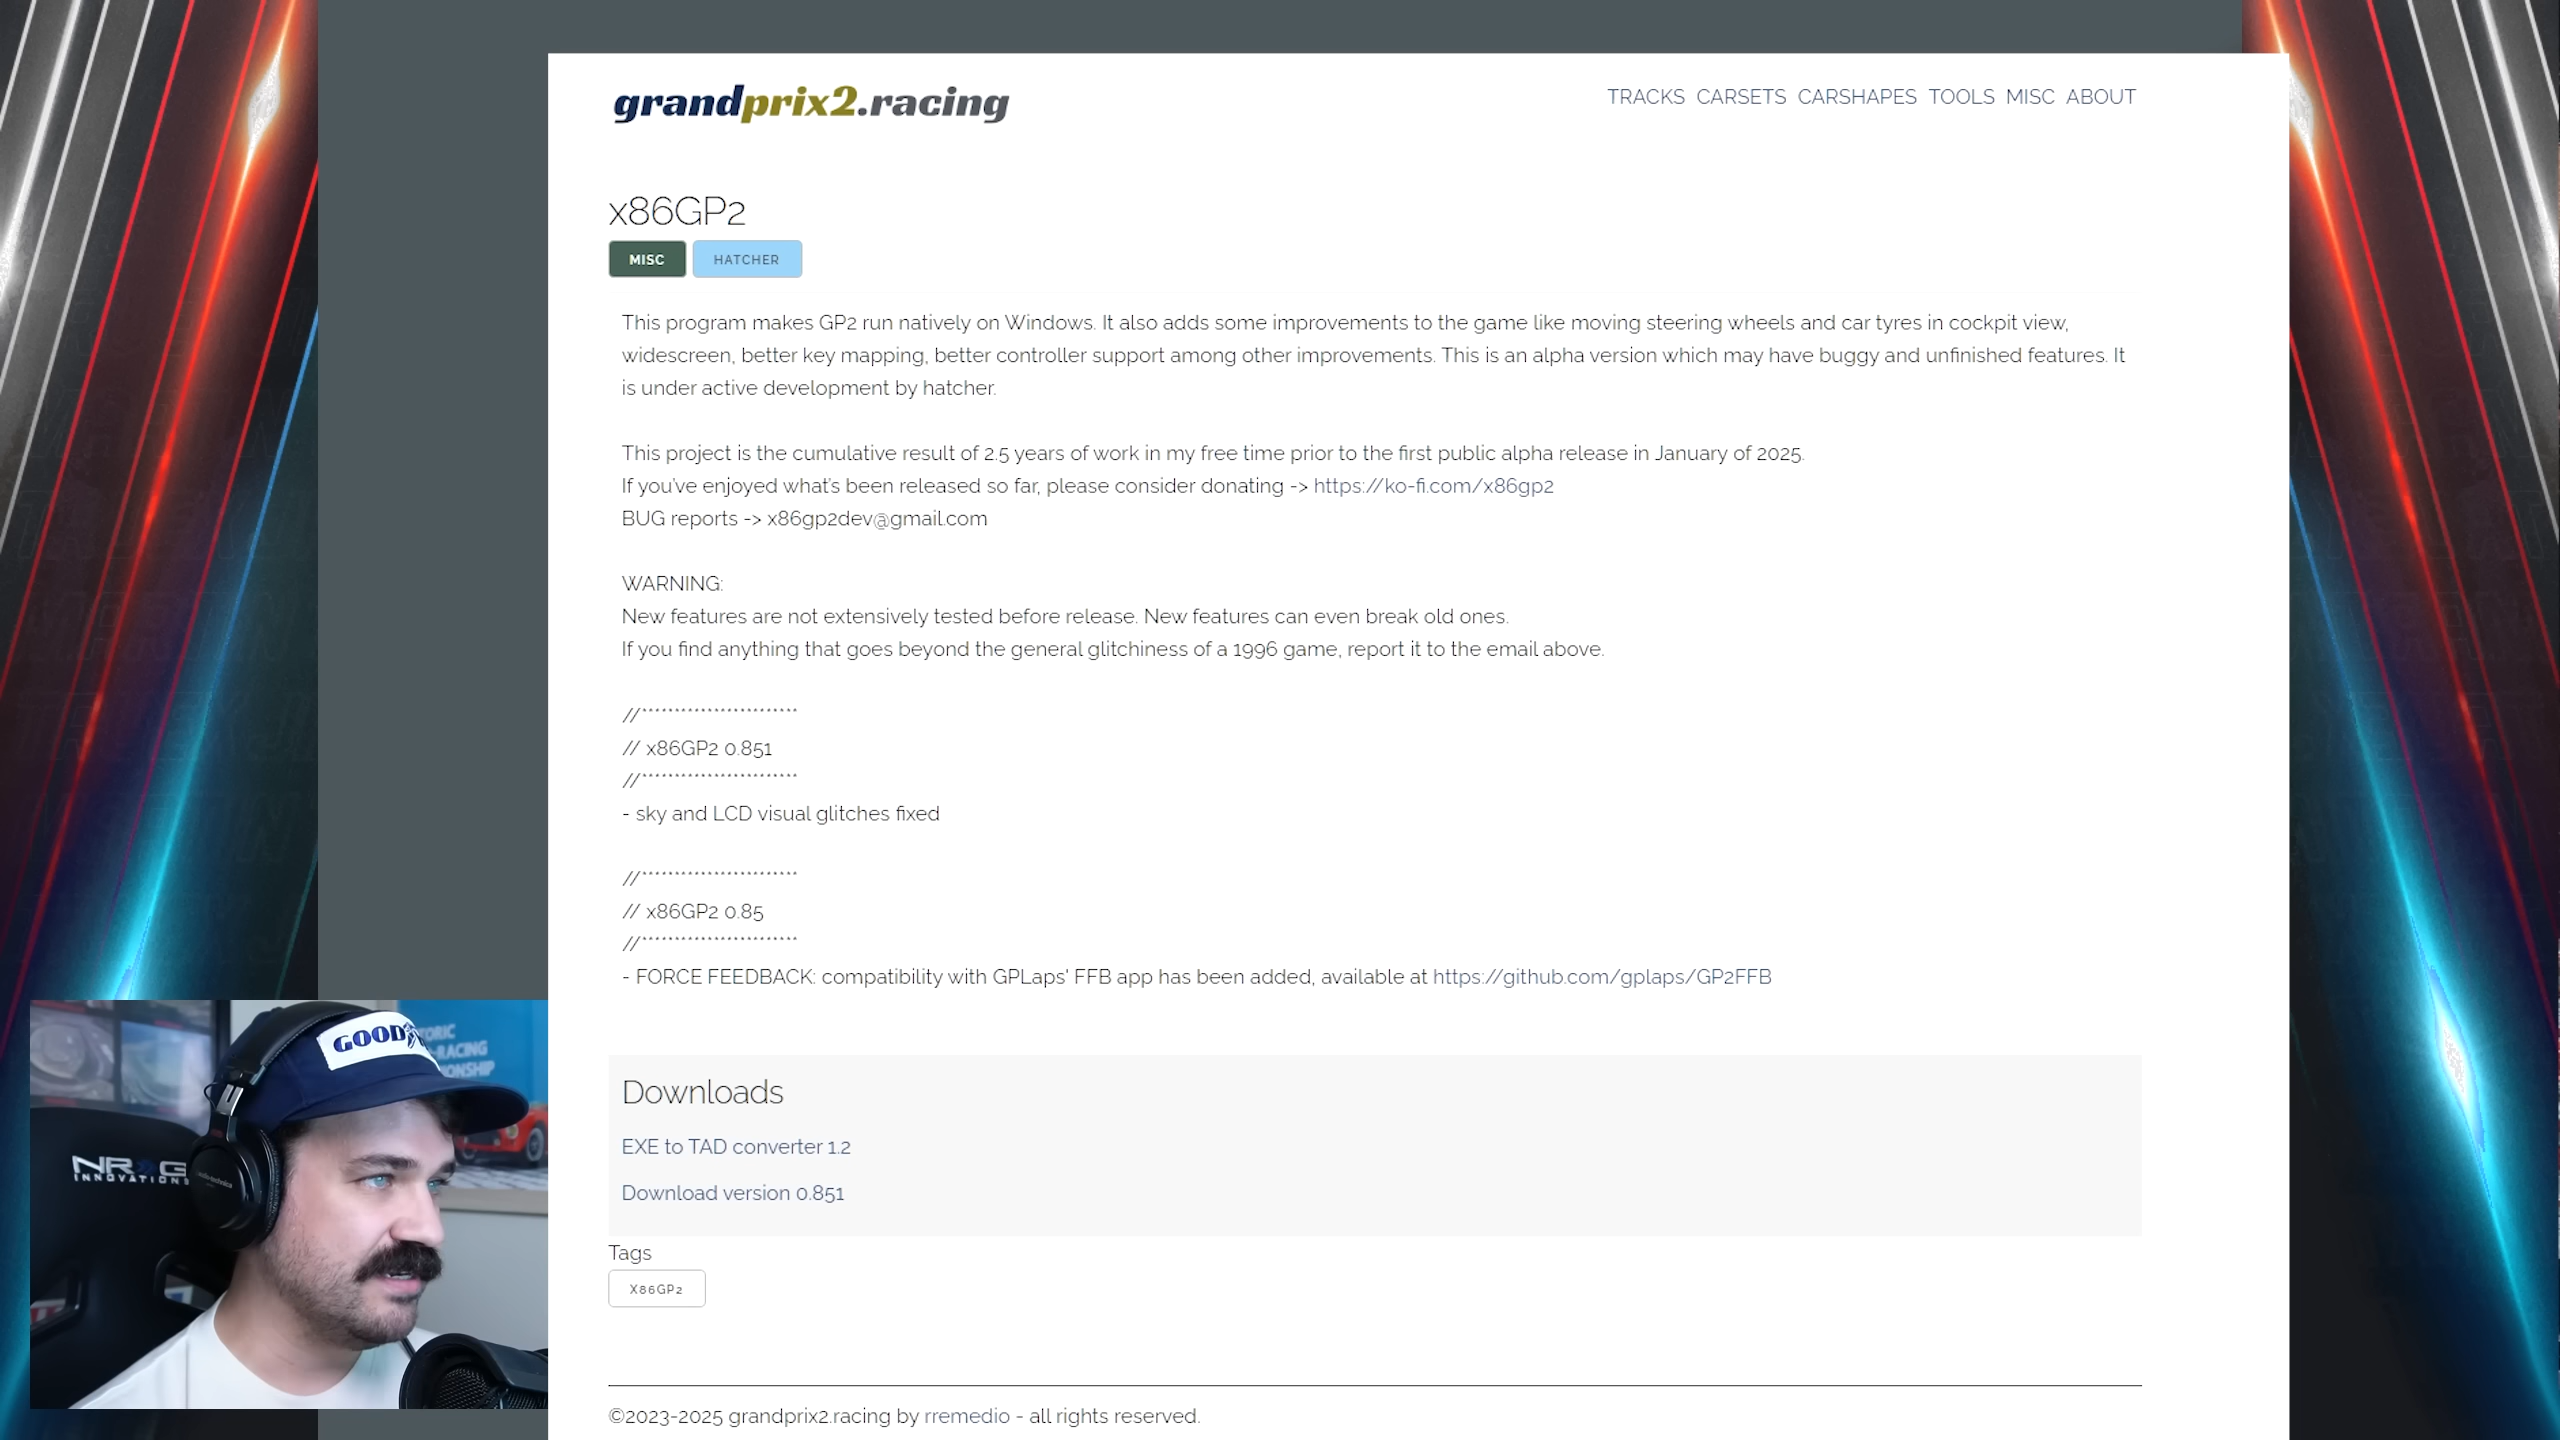 grandprix2.racing
TRACKS CARSETS CARSHAPES TOOLS MISC ABOUT
x86GP2
MISC HATCHER
This program makes GP2 run natively on Windows. It also adds some improvements to the game like moving steering wheels and car tyres in cockpit view,
widescreen, better key mapping, better controller support among other improvements. This is an alpha version which may have buggy and unfinished features. It
is under active development by hatcher.
This project is the cumulative result of 2.5 years of work in my free time prior to the first public alpha release in January of 2025.
If you've enjoyed what's been released so far, please consider donating -> https://ko-fi.com/x86gp2
BUG reports -> x86gp2dev@gmail.com
WARNING:
New features are not extensively tested before release. New features can even break old ones.
If you find anything that goes beyond the general glitchiness of a 1996 game, report it to the email above.
//************************
// x86GP2 0.851
//************************
- sky and LCD visual glitches fixed
//************************
// x86GP2 0.85
//************************
- FORCE FEEDBACK: compatibility with GPLaps' FFB app has been added, available at https://github.com/gplaps/GP2FFB
Downloads
EXE to TAD converter 1.2
Download version 0.851
Tags
X86GP2
©2023-2025 grandprix2.racing by rremedio - all rights reserved.
GOOD
-RACING
NRG
INNOVATIONS